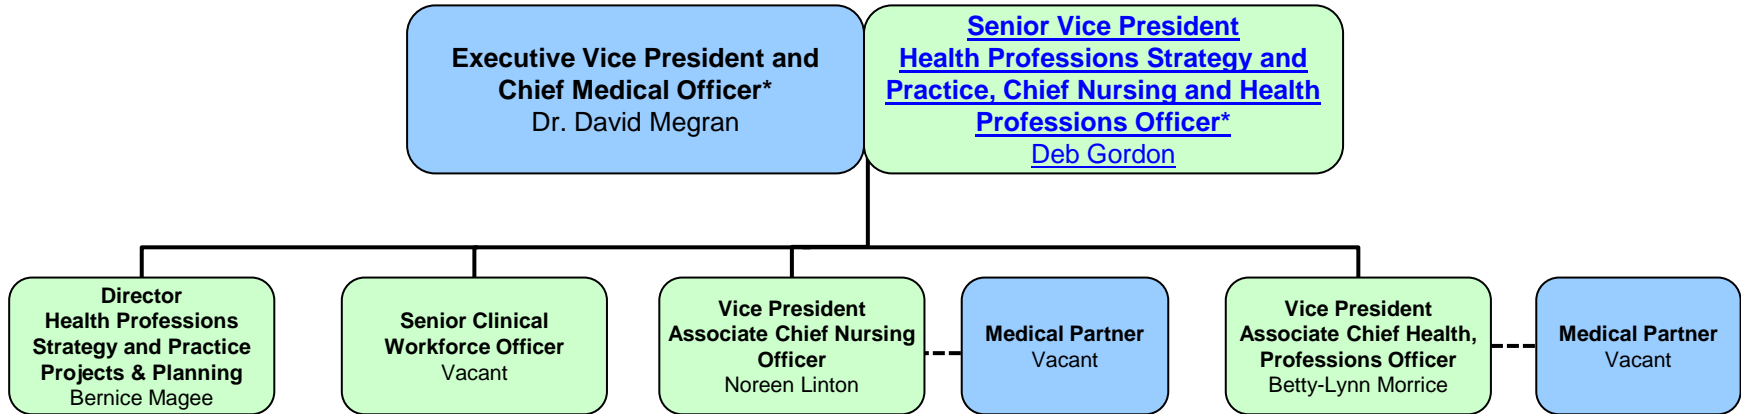 Executive Vice President and
Chief Medical Officer*
Dr. David Megran
Senior Vice President
Health Professions Strategy and
Practice, Chief Nursing and Health
Professions Officer*
Deb Gordon
Director
Health Professions
Strategy and Practice
Projects & Planning
Bernice Magee
Senior Clinical
Workforce Officer
Vacant
Vice President
Associate Chief Nursing
Officer
Noreen Linton
Medical Partner
Vacant
Vice President
Associate Chief Health,
Professions Officer
Betty-Lynn Morrice
Medical Partner
Vacant